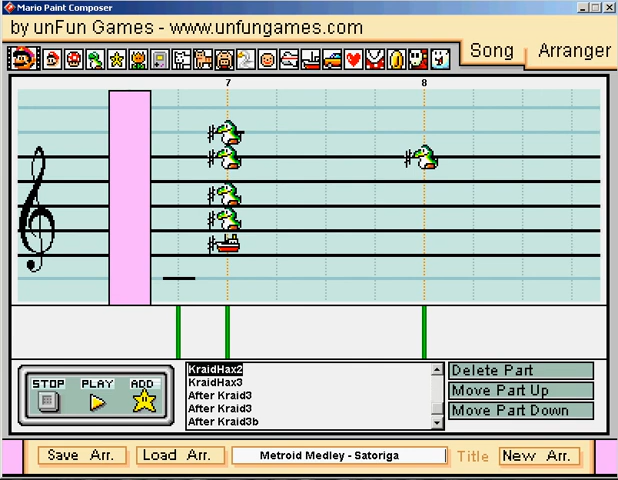 Mario Paint Composer
by unFun Games - www.unfungames.com
Song
Arranger
7
8
STOP PLAY ADD
KraidHax2
KraidHax3
After Kraid3
After Kraid3
After Kraid3b
Delete Part
Move Part Up
Move Part Down
Save Arr.
Load Arr.
Metroid Medley - Satoriga
Title
New Arr.